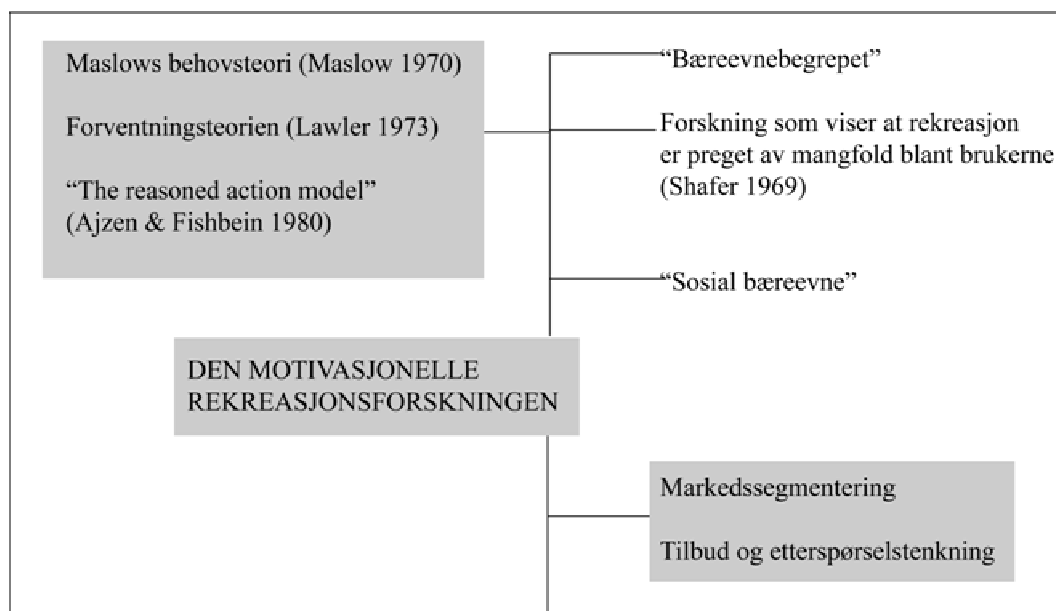 Maslows behovsteori (Maslow 1970)
Forventningsteorien (Lawler 1973)
“The reasoned action model”
(Ajzen & Fishbein 1980)
“Bæreevnebegrepet”
Forskning som viser at rekreasjon
er preget av mangfold blant brukerne
(Shafer 1969)
“Sosial bæreevne”
DEN MOTIVASJONELLE
REKREASJONSFORSKNINGEN
Markedssegmentering
Tilbud og etterspørselstenkning